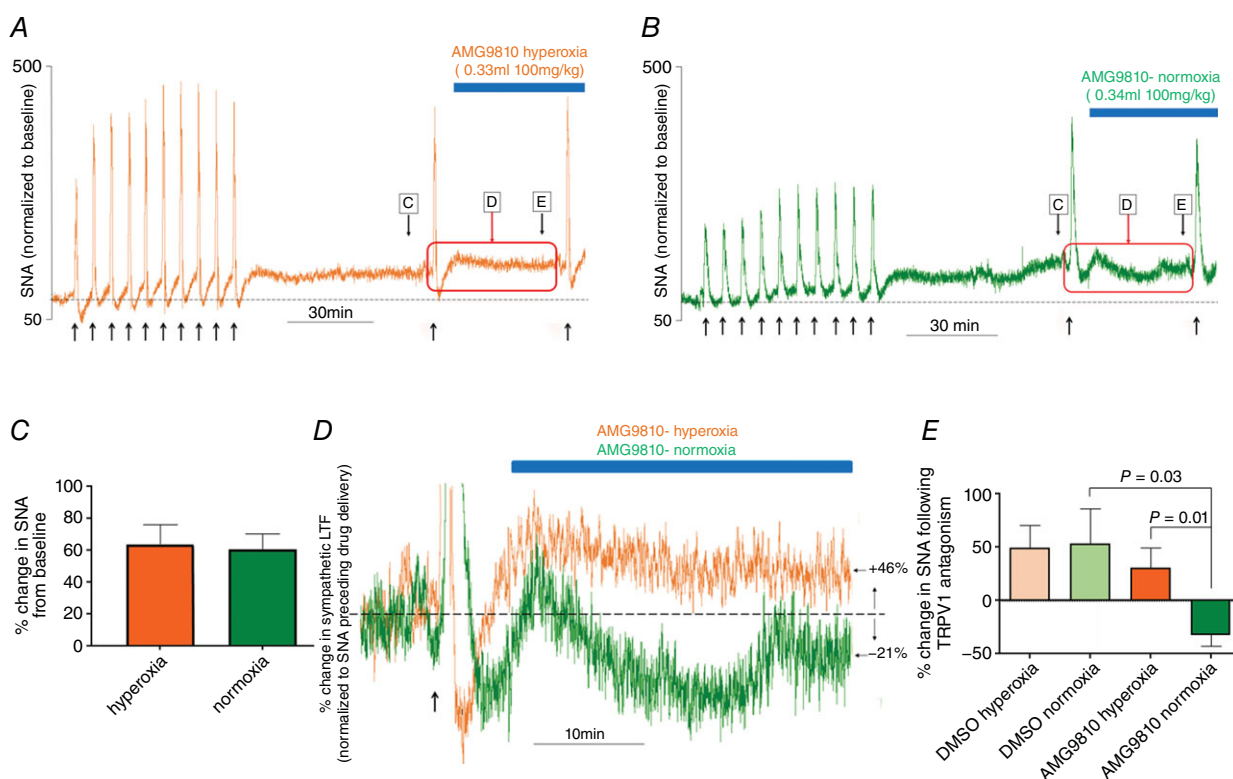 A
AMG9810 hyperoxia
( 0.33ml 100mg/kg)
500
SNA (normalized to baseline)
50
C
D
E
30min
B
AMG9810- normoxia
( 0.34ml 100mg/kg)
500
SNA (normalized to baseline)
50
C
D
E
30 min
C
% change in SNA
from baseline
100
80
60
40
20
0
hyperoxia
normoxia
D
AMG9810- hyperoxia
AMG9810- normoxia
% change in sympathetic LTF
(normalized to SNA preceding drug delivery)
+46%
−21%
10min
E
% change in SNA following
TRPV1 antagonism
100
50
0
−50
P = 0.03
P = 0.01
DMSO hyperoxia
DMSO normoxia
AMG9810 hyperoxia
AMG9810 normoxia